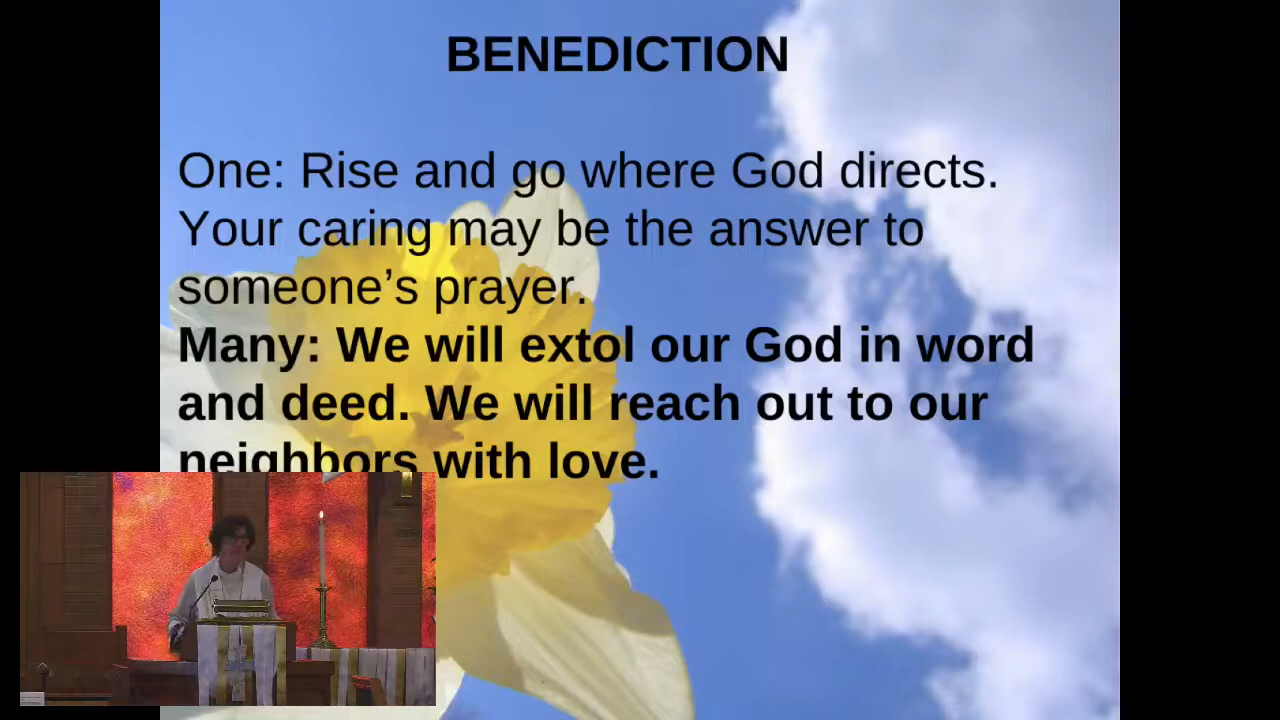 BENEDICTION
One: Rise and go where God directs.
Your caring may be the answer to
someone’s prayer.
Many: We will extol our God in word
and deed. We will reach out to our
neighbors with love.